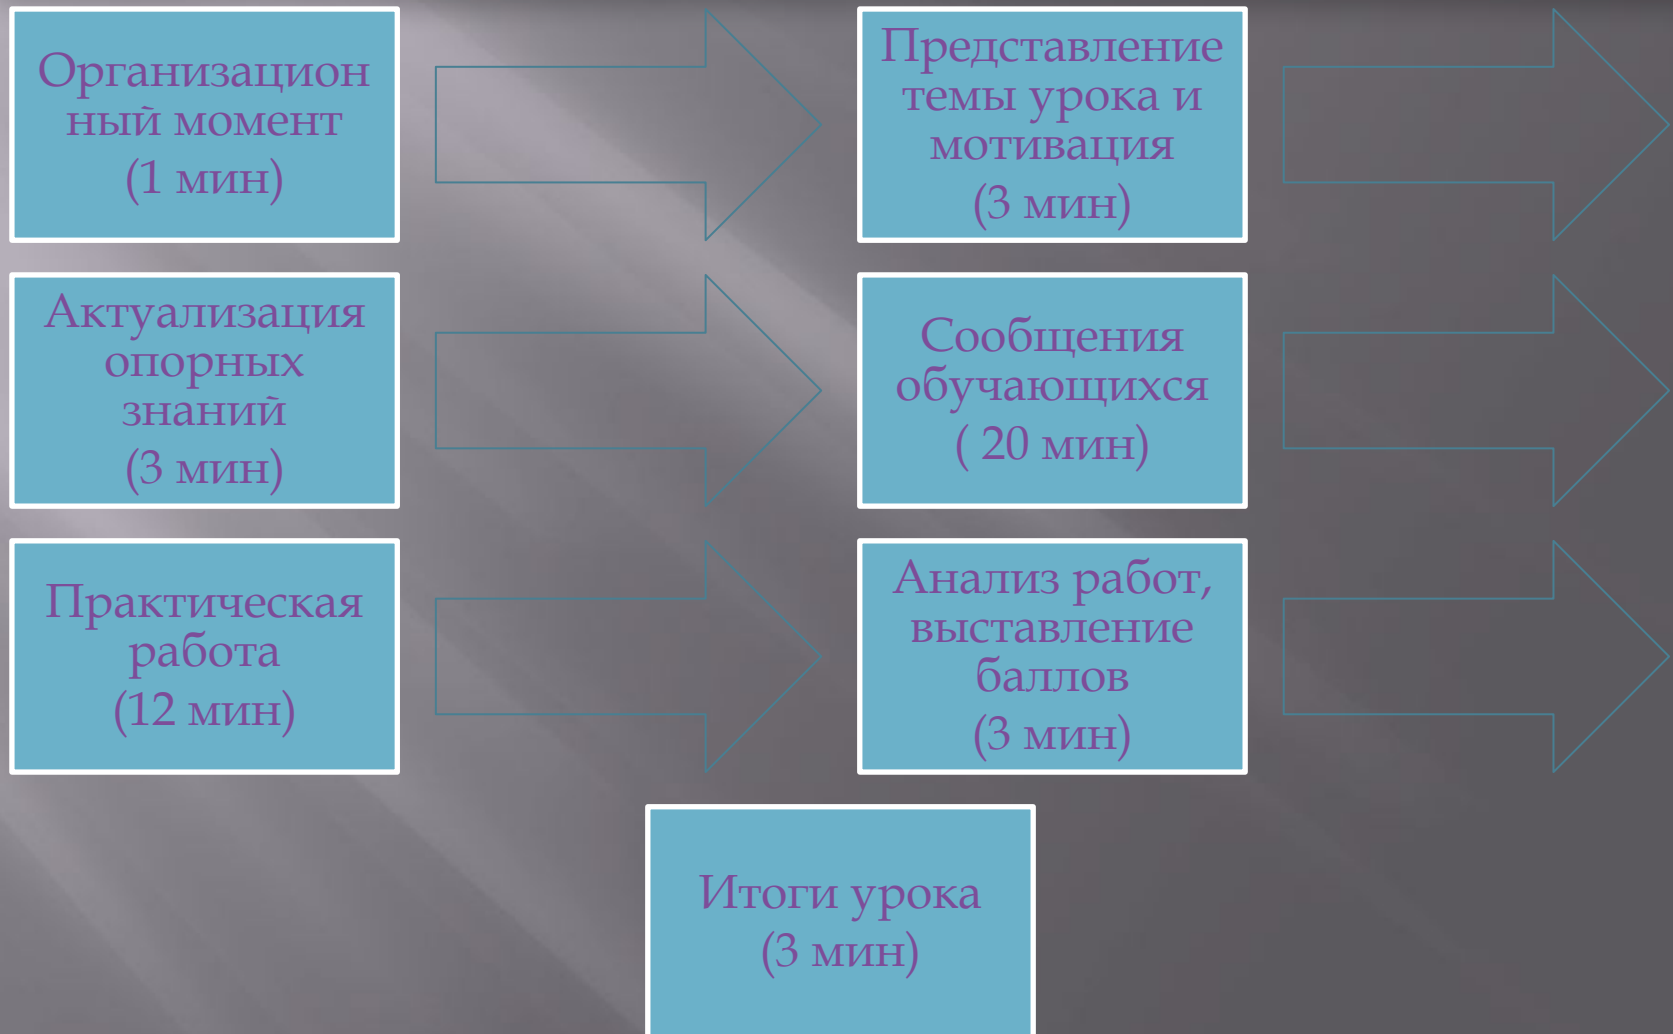 Организацион
ный момент
(1 мин)
Представление
темы урока и
мотивация
(3 мин)
Актуализация
опорных
знаний
(3 мин)
Сообщения
обучающихся
( 20 мин)
Практическая
работа
(12 мин)
Анализ работ,
выставление
баллов
(3 мин)
Итоги урока
(3 мин)